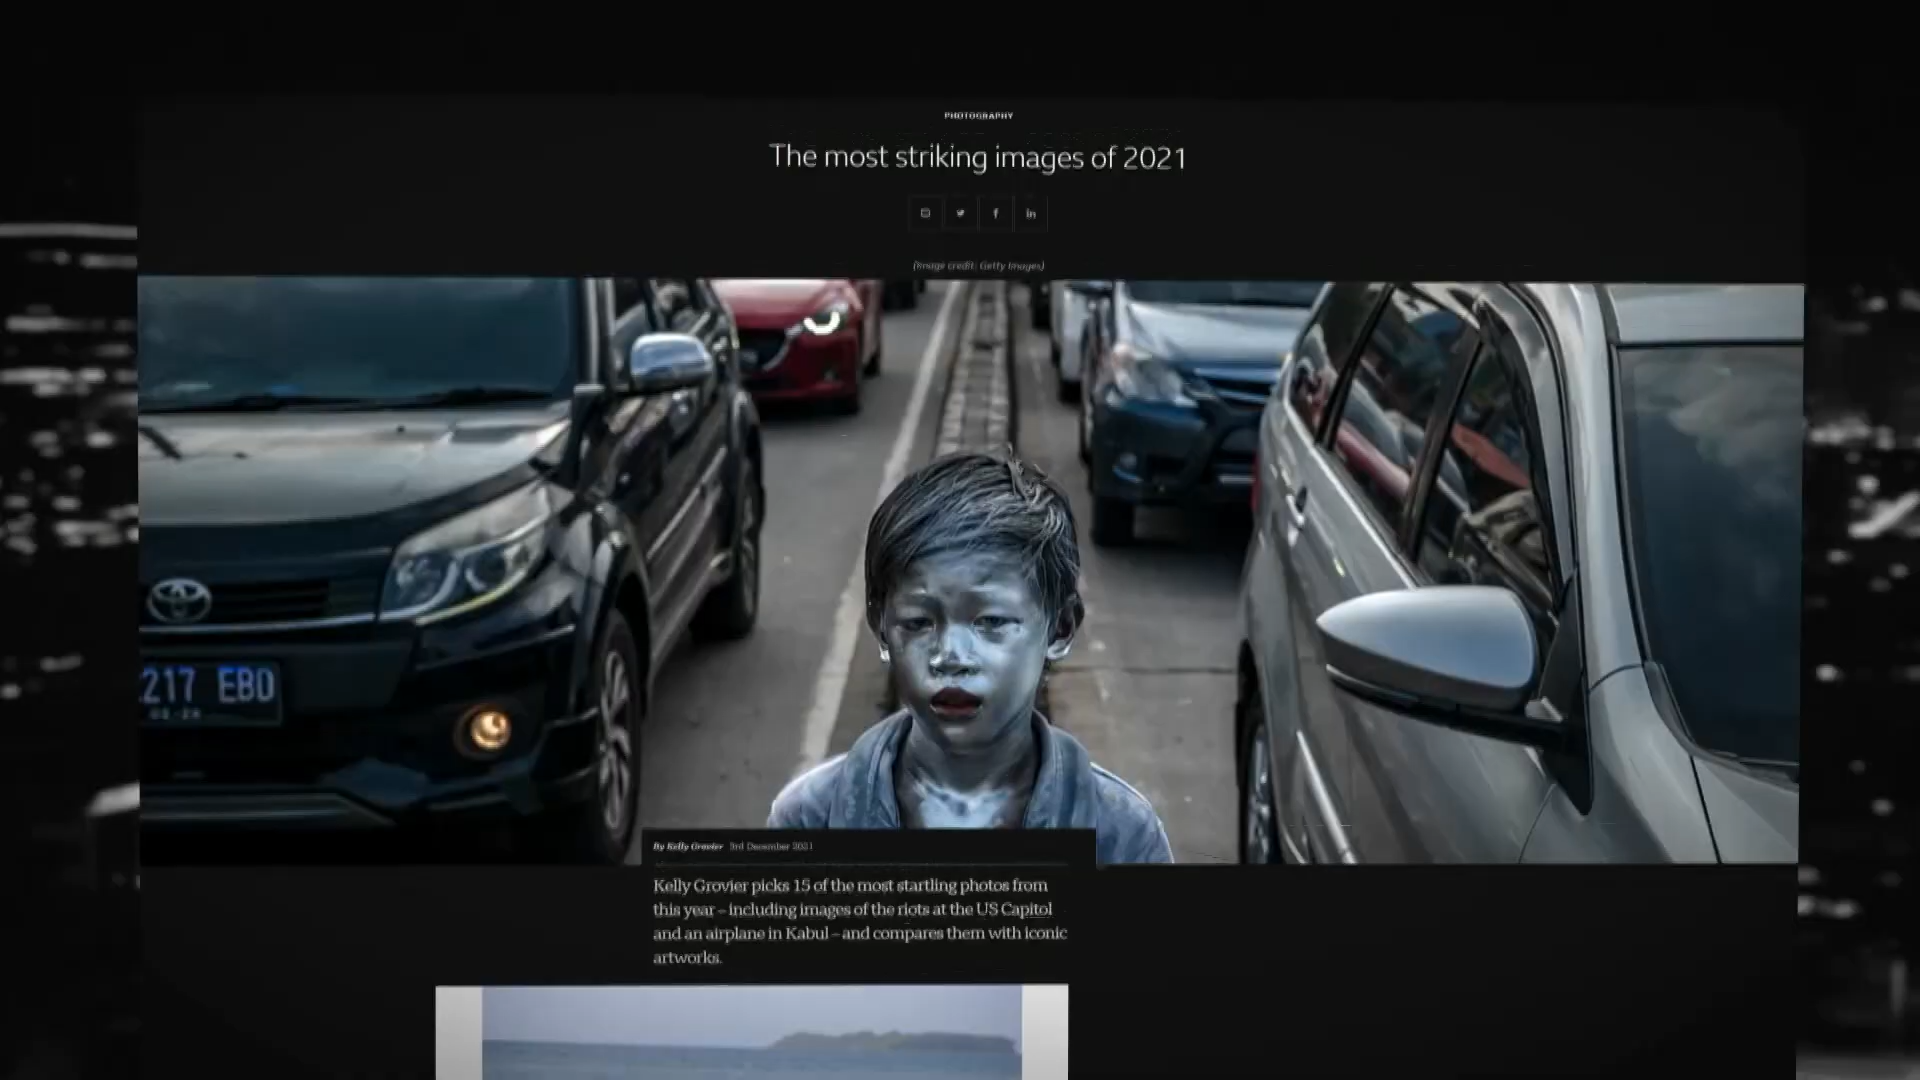 PHOTOGRAPHY
The most striking images of 2021
f
in
(Image credit: Getty Images)
217 EBD
By Kelly Grovier 3rd December 2021
Kelly Grovier picks 15 of the most startling photos from
this year – including images of the riots at the US Capitol
and an airplane in Kabul – and compares them with iconic
artworks.